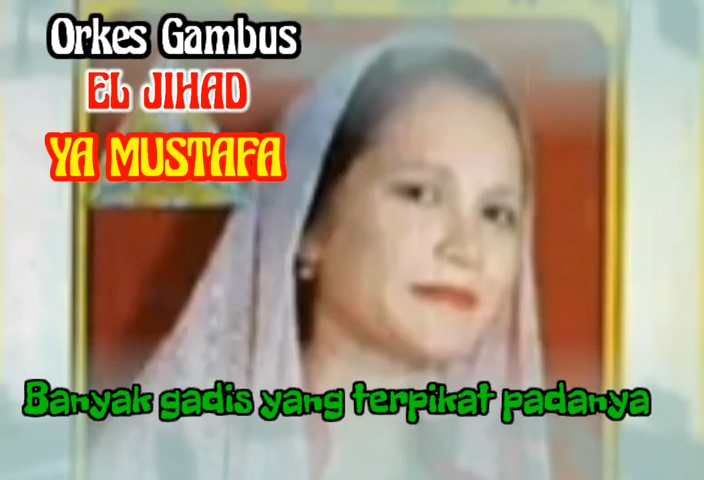 Orkes Gambus
EL JIHAD
YA MUSTAFA
Banyak gadis yang terpikat padanya